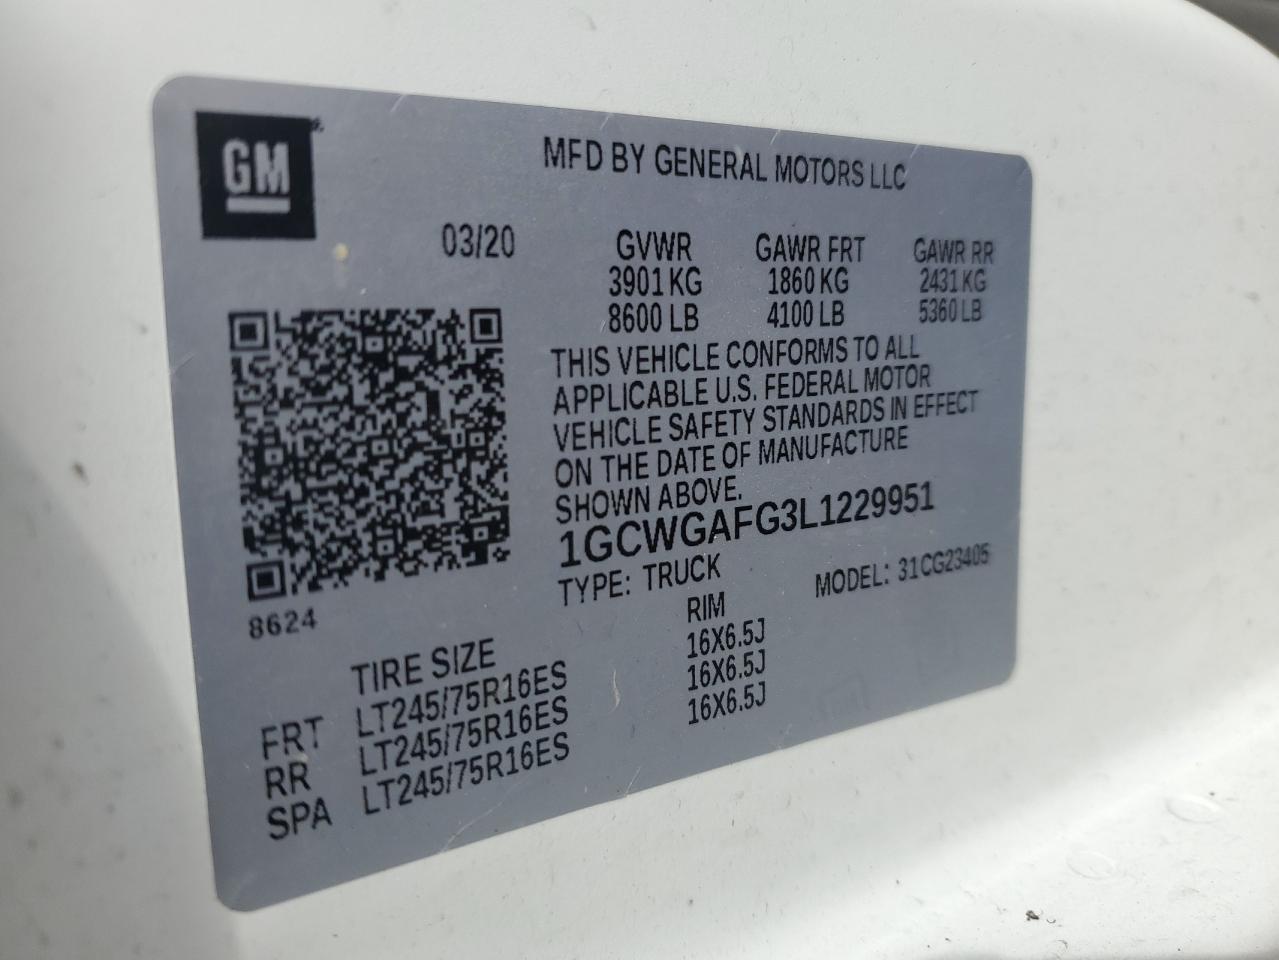 GM
MFD BY GENERAL MOTORS LLC
03/20 GVWR GAWR FRT GAWR RR
3901 KG 1860 KG 2431 KG
8600 LB 4100 LB 5360 LB
THIS VEHICLE CONFORMS TO ALL
APPLICABLE U.S. FEDERAL MOTOR
VEHICLE SAFETY STANDARDS IN EFFECT
ON THE DATE OF MANUFACTURE
SHOWN ABOVE.
1GCWGAFG3L1229951
TYPE: TRUCK MODEL: 31CG23405
8624
TIRE SIZE RIM
FRT LT245/75R16ES 16X6.5J
RR LT245/75R16ES 16X6.5J
SPA LT245/75R16ES 16X6.5J